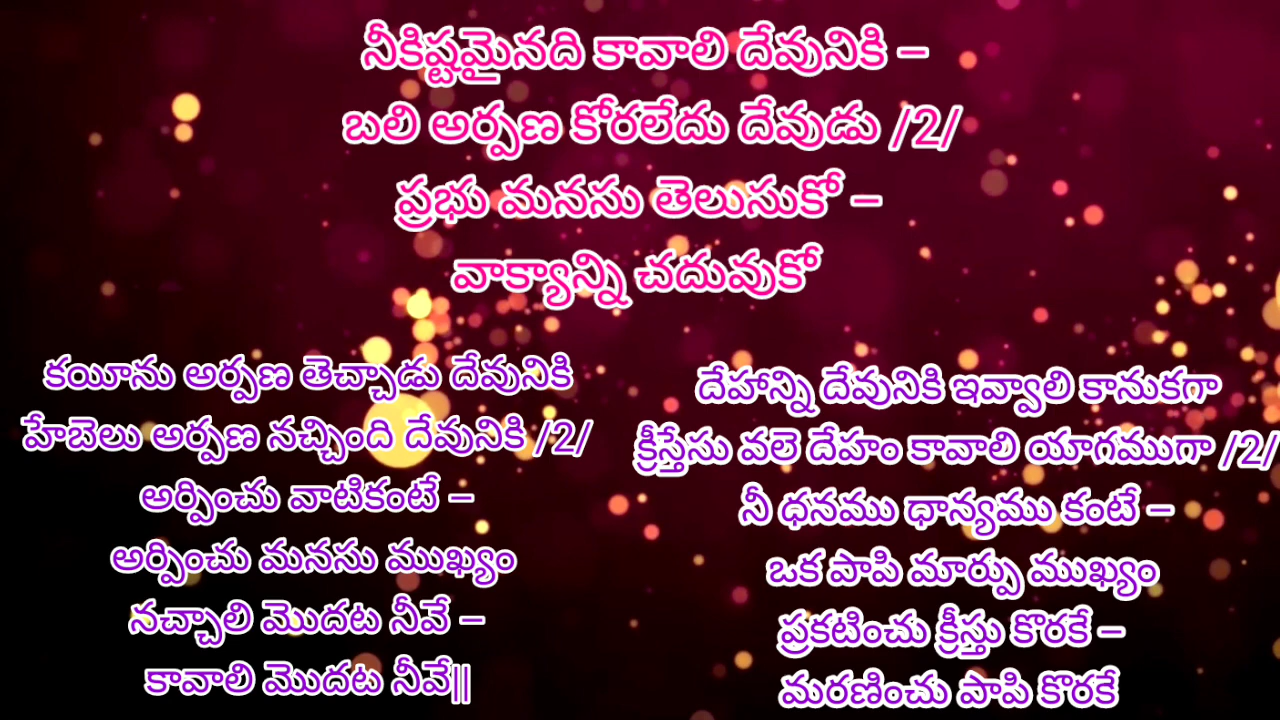 నీకిష్టమైనది కావాలి దేవునికి –
బలి అర్పణ కోరలేదు దేవుడు /2/
ప్రభు మనసు తెలుసుకో –
వాక్యాన్ని చదువుకో
కయీను అర్పణ తెచ్చాడు దేవునికి
హేబెలు అర్పణ నచ్చింది దేవునికి /2/
అర్పించు వాటికంటే –
అర్పించు మనసు ముఖ్యం
నచ్చాలి మొదట నీవే –
కావాలి మొదట నీవే||
దేహాన్ని దేవునికి ఇవ్వాలి కానుకగా
క్రీస్తేసు వలె దేహం కావాలి యాగముగా /2/
నీ ధనము ధాన్యము కంటే –
ఒక పాపి మార్పు ముఖ్యం
ప్రకటించు క్రీస్తు కొరకే –
మరణించు పాపి కొరకే